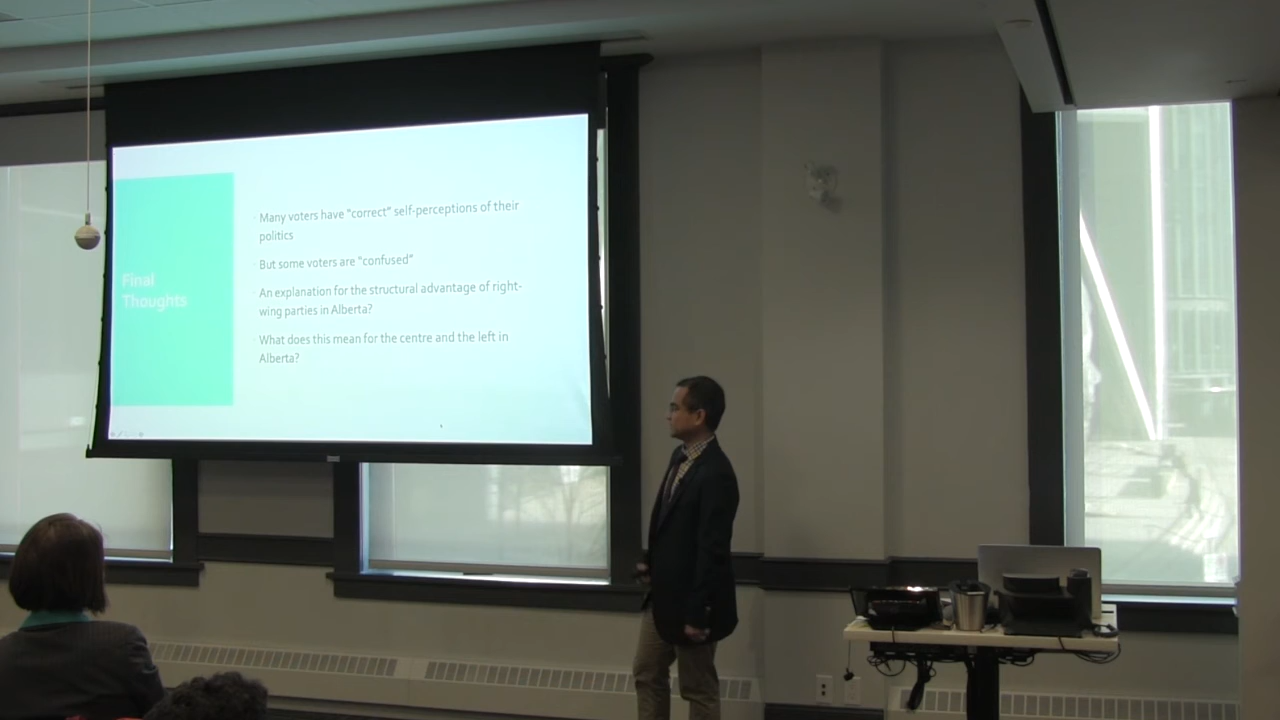 Final
Thoughts
Many voters have "correct" self-perceptions of their
politics
But some voters are "confused"
An explanation for the structural advantage of right-
wing parties in Alberta?
What does this mean for the centre and the left in
Alberta?